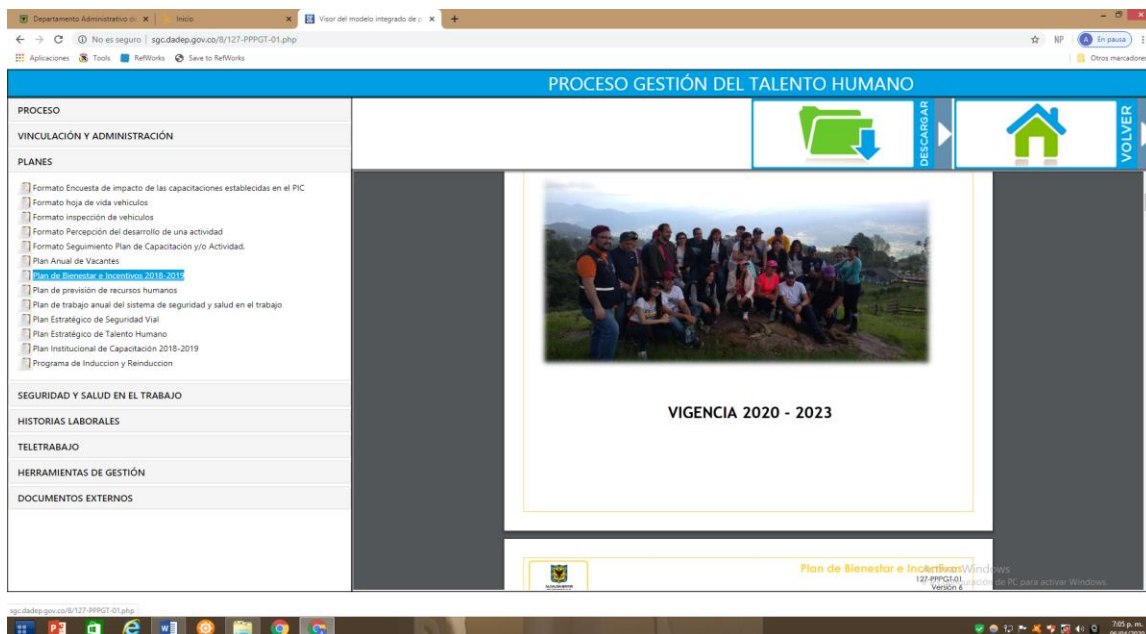 Departamento Administrativo de
Inicio
Visor del modelo integrado de p
No es seguro | sgc.dadep.gov.co/8/127-PPPGT-01.php
NP
A
En pausa
Aplicaciones
Tools
RefWorks
Save to RefWorks
Otros marcadores
PROCESO GESTIÓN DEL TALENTO HUMANO
PROCESO
VINCULACIÓN Y ADMINISTRACIÓN
PLANES
Formato Encuesta de impacto de las capacitaciones establecidas en el PIC
Formato hoja de vida vehiculos
Formato inspección de vehiculos
Formato Percepción del desarrollo de una actividad
Formato Seguimiento Plan de Capacitación y/o Actividad.
Plan Anual de Vacantes
Plan de Bienestar e Incentivos 2018-2019
Plan de previsión de recursos humanos
Plan de trabajo anual del sistema de seguridad y salud en el trabajo
Plan Estratégico de Seguridad Vial
Plan Estratégico de Talento Humano
Plan Institucional de Capacitación 2018-2019
Programa de Induccion y Reinduccion
SEGURIDAD Y SALUD EN EL TRABAJO
HISTORIAS LABORALES
TELETRABAJO
HERRAMIENTAS DE GESTIÓN
DOCUMENTOS EXTERNOS
DESCARGAR
VOLVER
VIGENCIA 2020 - 2023
Plan de Bienestar e Incentivos
127-PPPGT-01
Versión 6
Windows
de PC para activar Windows.
sgc.dadep.gov.co/8/127-PPPGT-01.php
7:05 p. m.